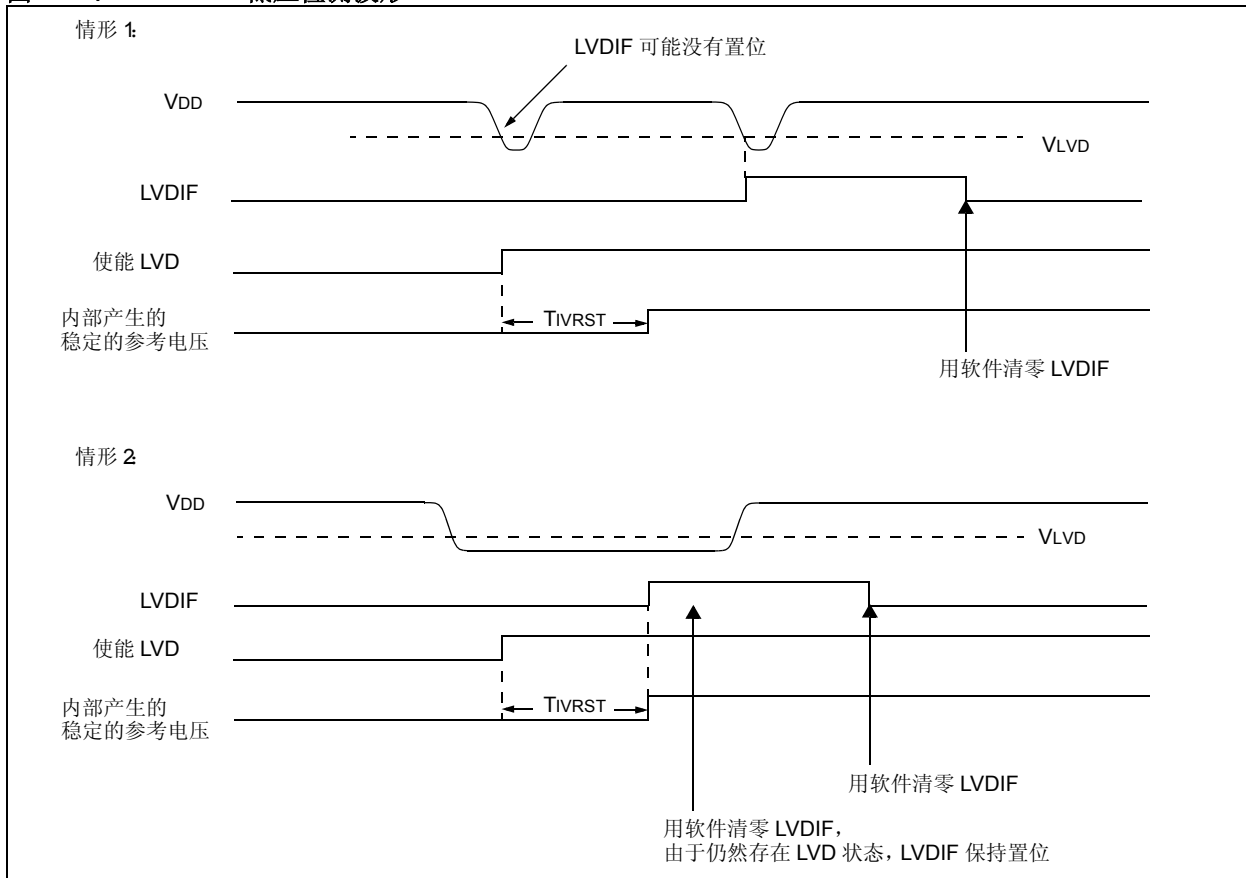 情形 1:
LVDIF 可能没有置位
VDD
VLVD
LVDIF
使能 LVD
内部产生的
稳定的参考电压
TIVRST
用软件清零 LVDIF
情形 2:
VDD
VLVD
LVDIF
使能 LVD
内部产生的
稳定的参考电压
TIVRST
用软件清零 LVDIF
用软件清零 LVDIF，
由于仍然存在 LVD 状态，LVDIF 保持置位